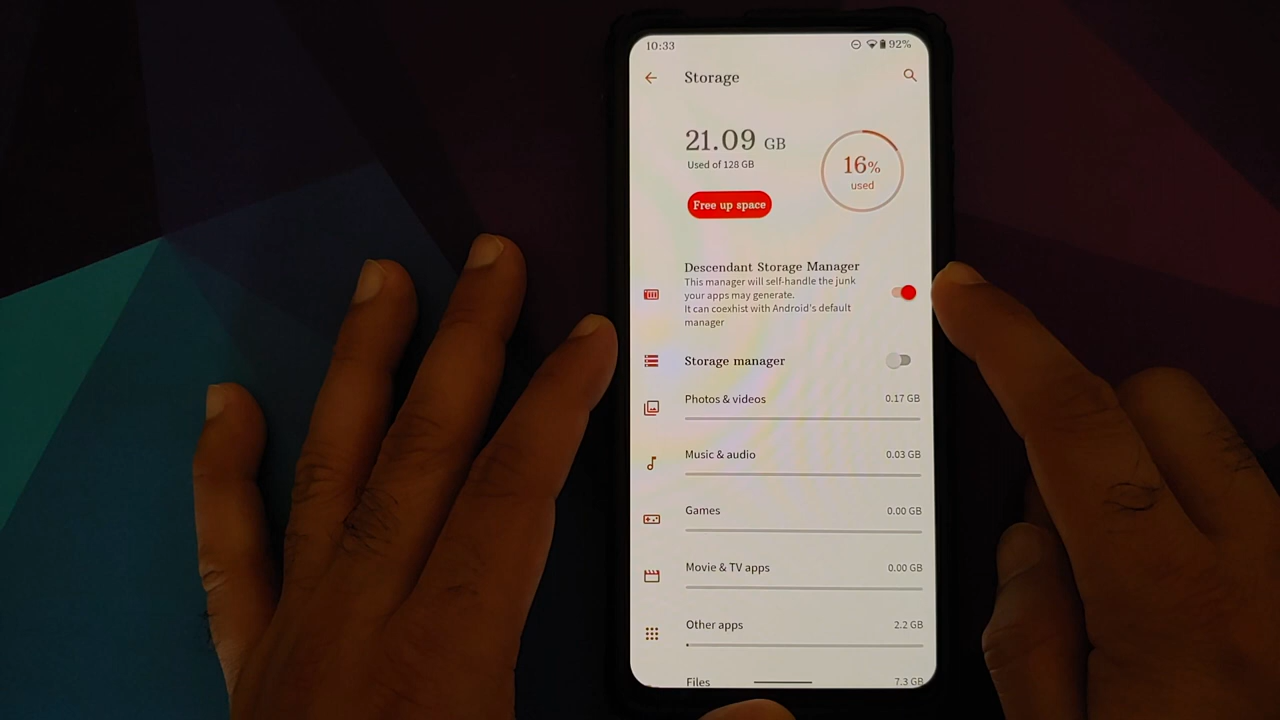 10:33
92%
Storage
21.09 GB
Used of 128 GB
16%
used
Free up space
Descendant Storage Manager
This manager will self-handle the junk
your apps may generate.
It can coexhist with Android's default
manager
Storage manager
Photos & videos 0.17 GB
Music & audio 0.03 GB
Games 0.00 GB
Movie & TV apps 0.00 GB
Other apps 2.2 GB
Files 7.3 GB